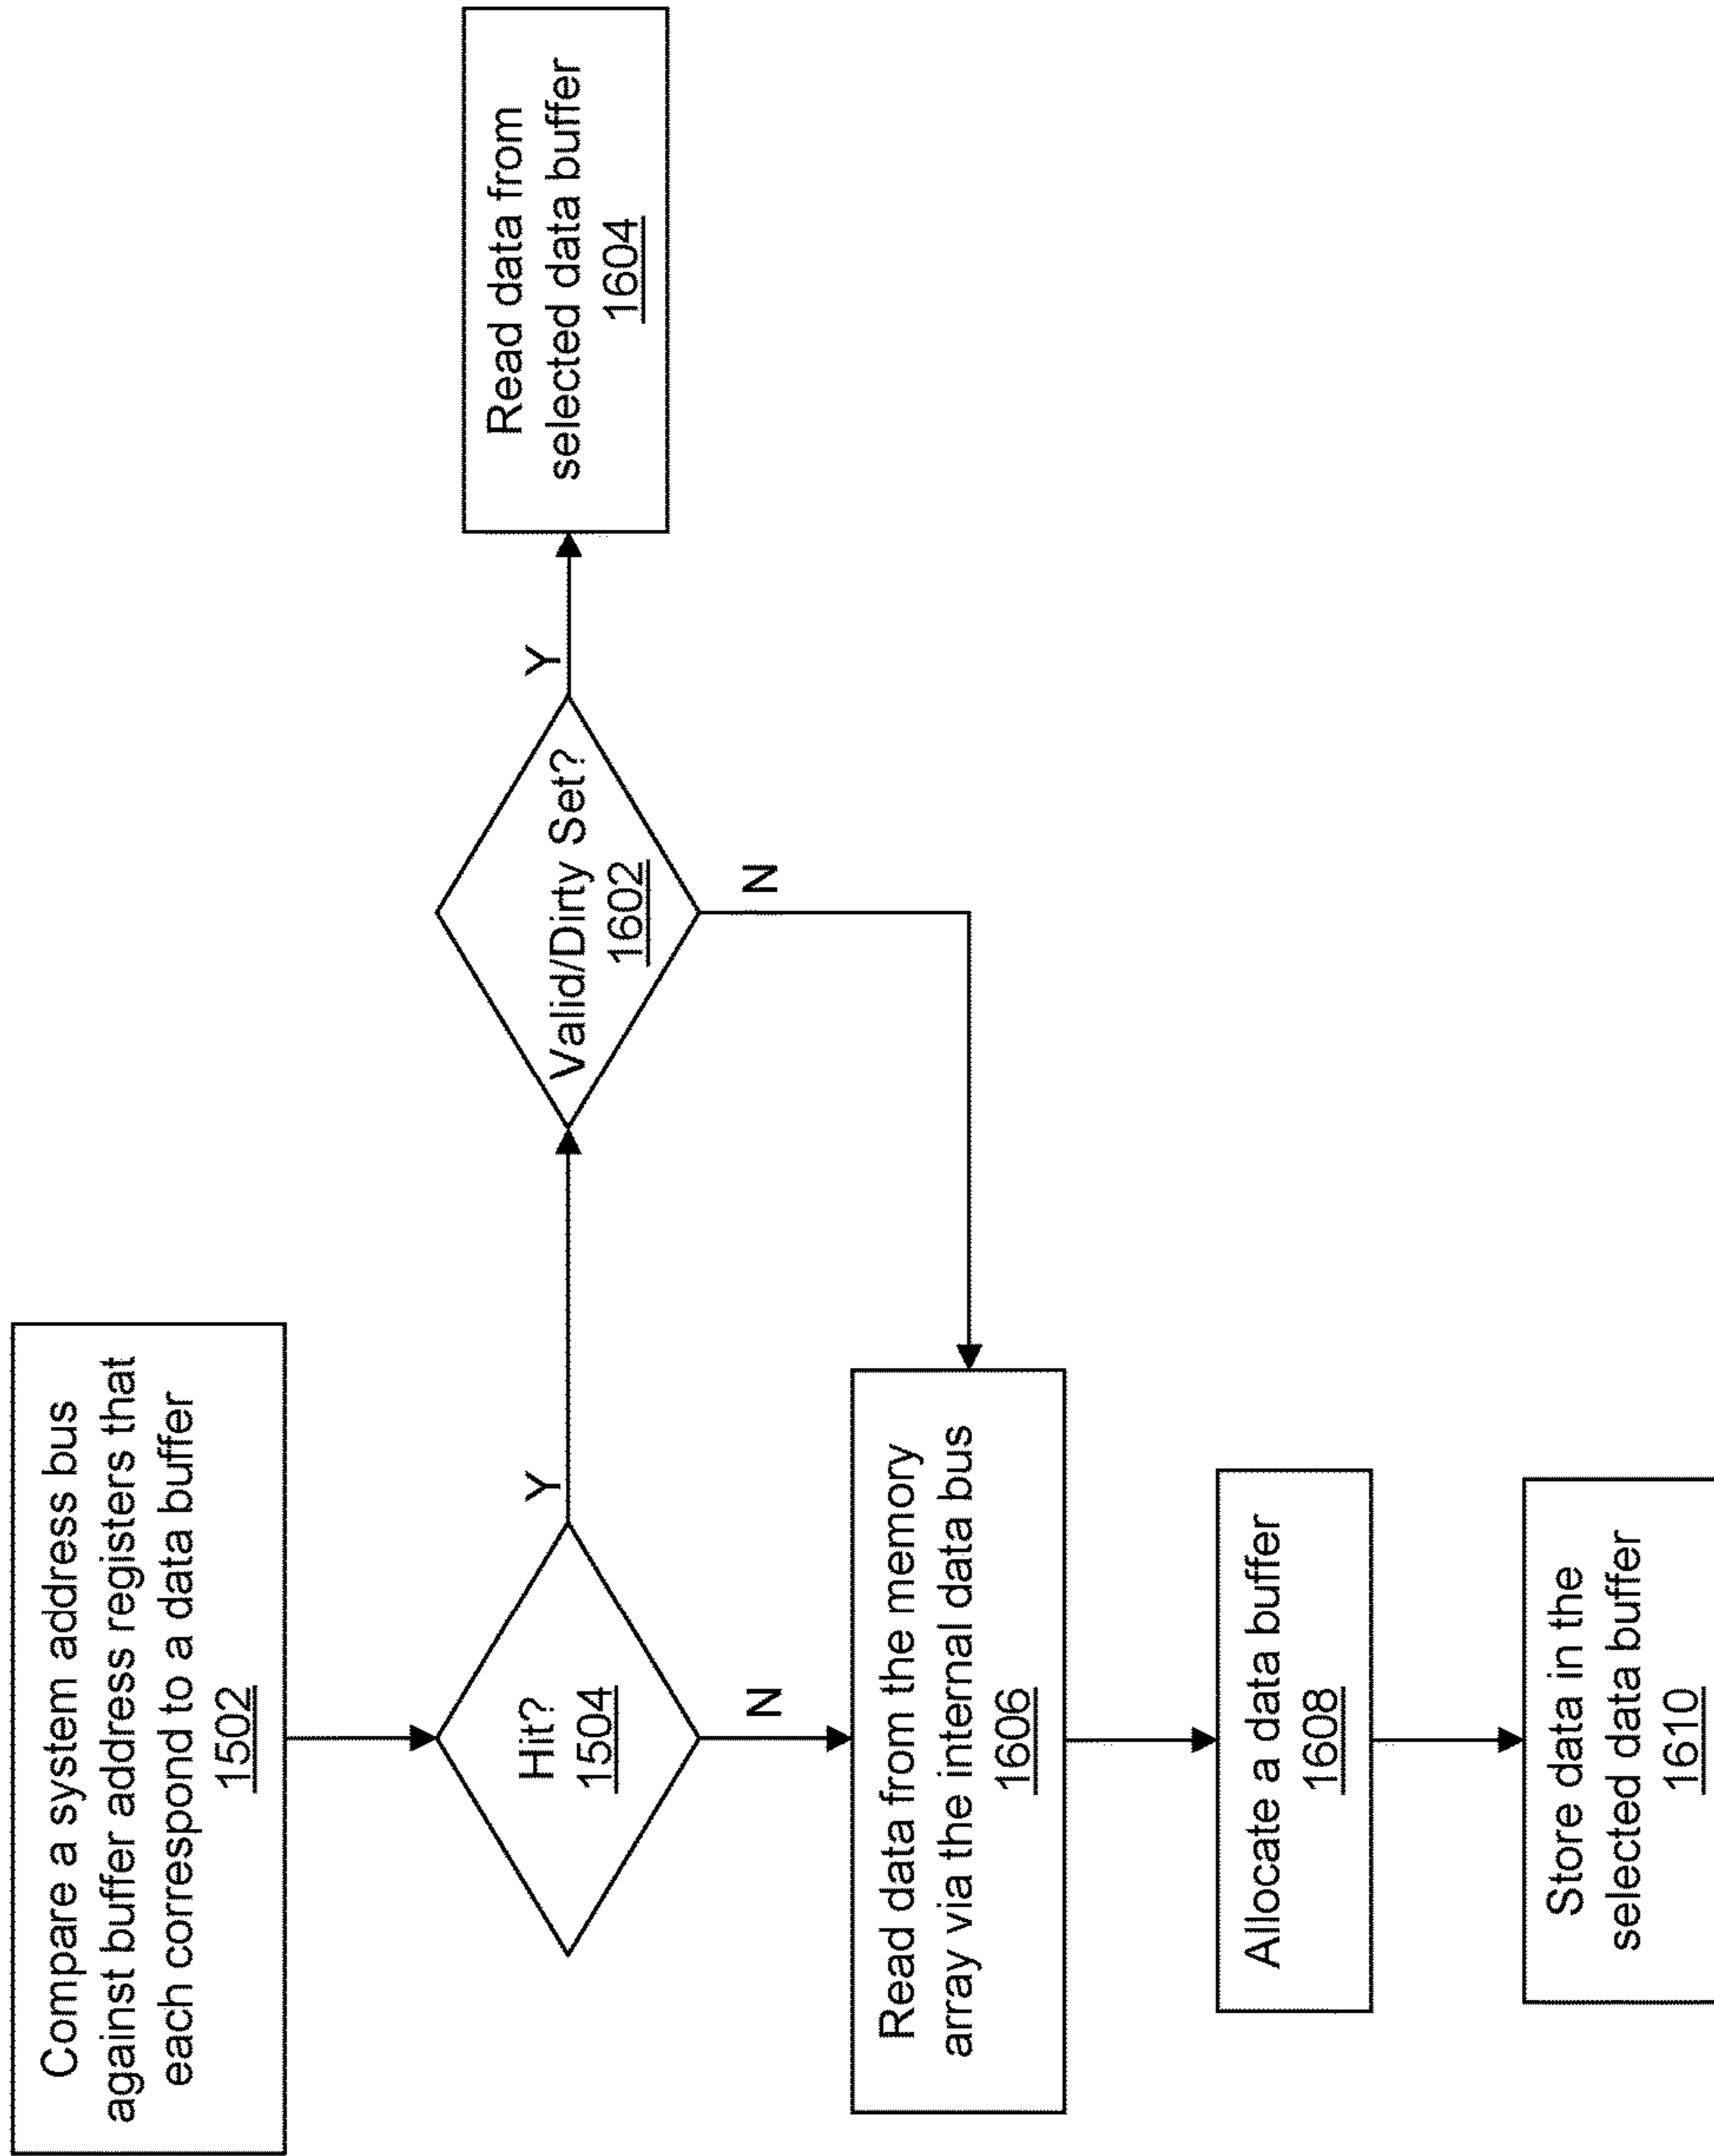 Compare a system address bus
against buffer address registers that
each correspond to a data buffer
1502
Hit?
1504
Y
N
Valid/Dirty Set?
1602
Y
N
Read data from
selected data buffer
1604
Read data from the memory
array via the internal data bus
1606
Allocate a data buffer
1608
Store data in the
selected data buffer
1610